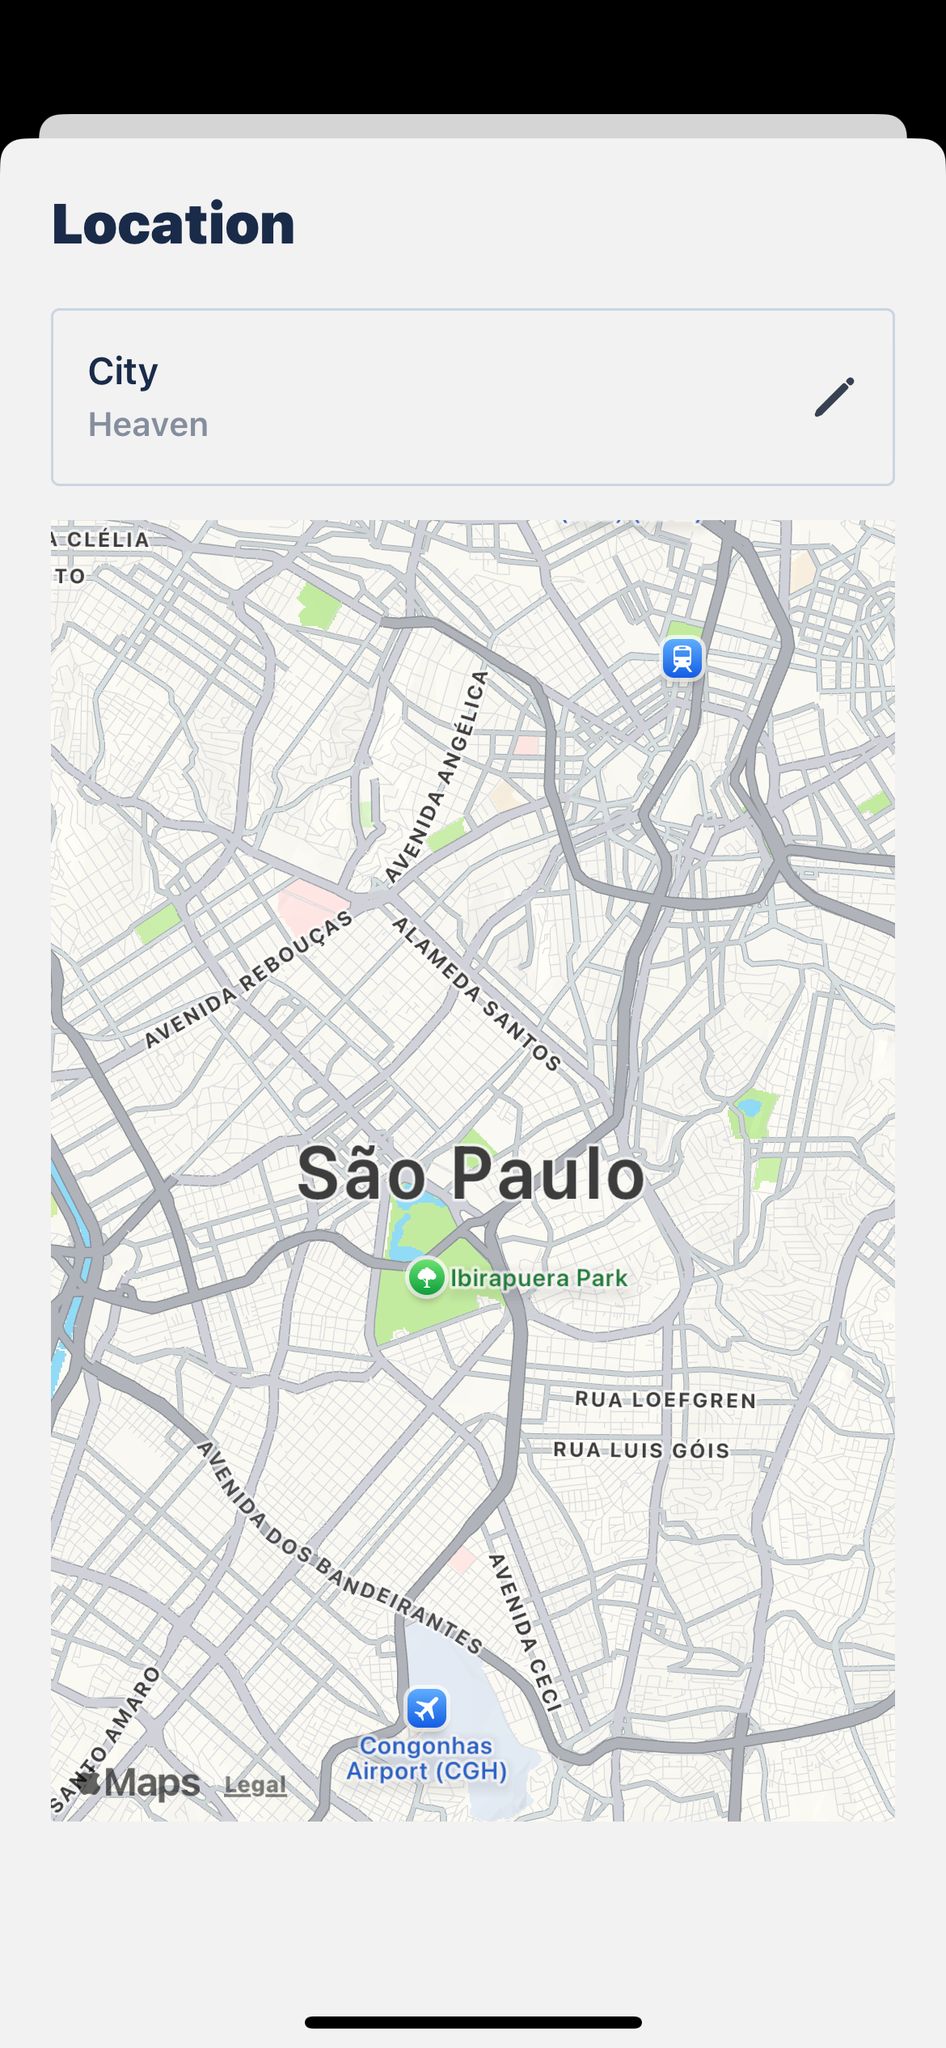 Location
City
Heaven
A CLÉLIA
TO
AVENIDA ANGÉLICA
AVENIDA REBOUÇAS
ALAMEDA SANTOS
São Paulo
Ibirapuera Park
RUA LOEFGREN
RUA LUIS GÓIS
AVENIDA DOS BANDEIRANTES
AVENIDA CECI
SANTO AMARO
Congonhas
Airport (CGH)
Maps
Legal